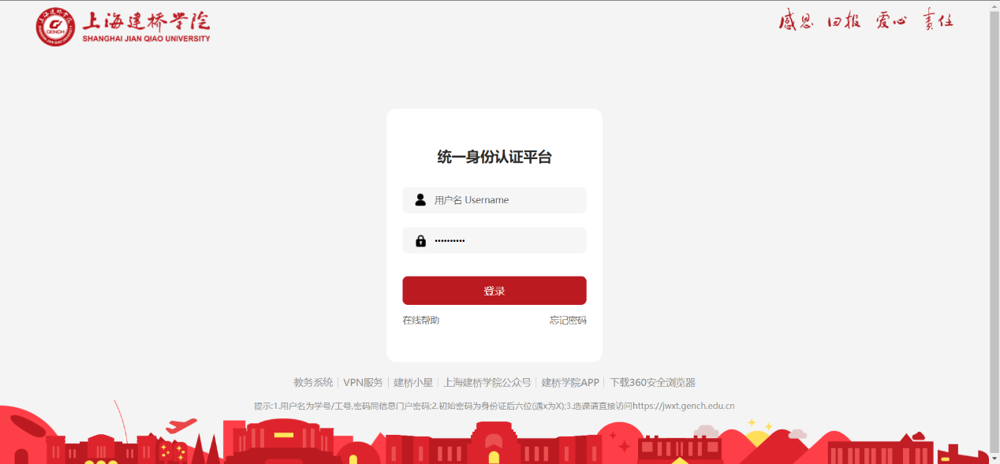 上海建桥学院
SHANGHAI JIAN QIAO UNIVERSITY
GENCH
感恩 回报 爱心 责任
统一身份认证平台
用户名 Username
••••••••••
登录
在线帮助 忘记密码
教务系统 | VPN服务 | 建桥小星 | 上海建桥学院公众号 | 建桥学院APP | 下载360安全浏览器
提示:1.用户名为学号/工号,密码同信息门户密码;2.初始密码为身份证后六位(遇x为X);3.选课请直接访问https://jwxt.gench.edu.cn